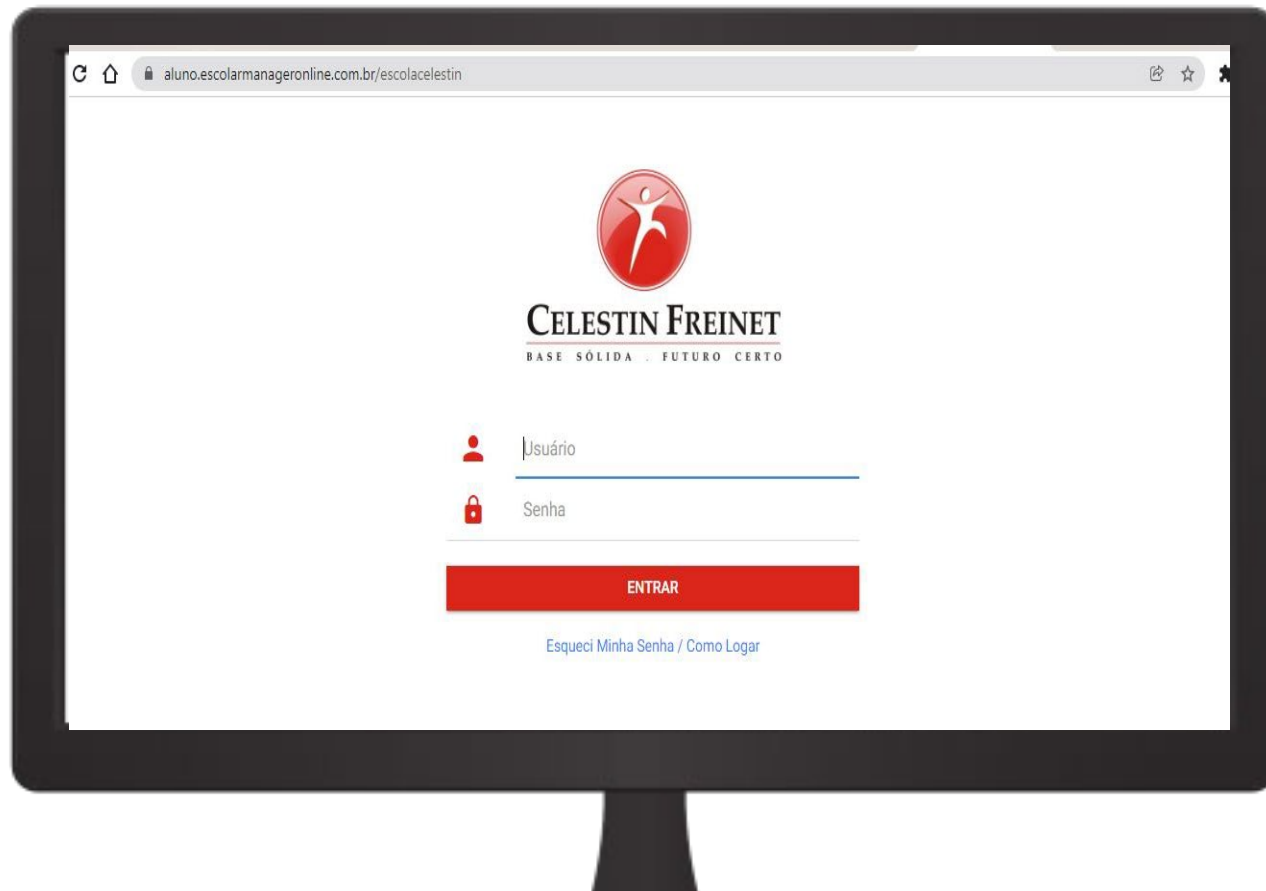 aluno.escolarmanageronline.com.br/escolacelestin
CELESTIN FREINET
BASE SÓLIDA . FUTURO CERTO
Usuário
Senha
ENTRAR
Esqueci Minha Senha / Como Logar